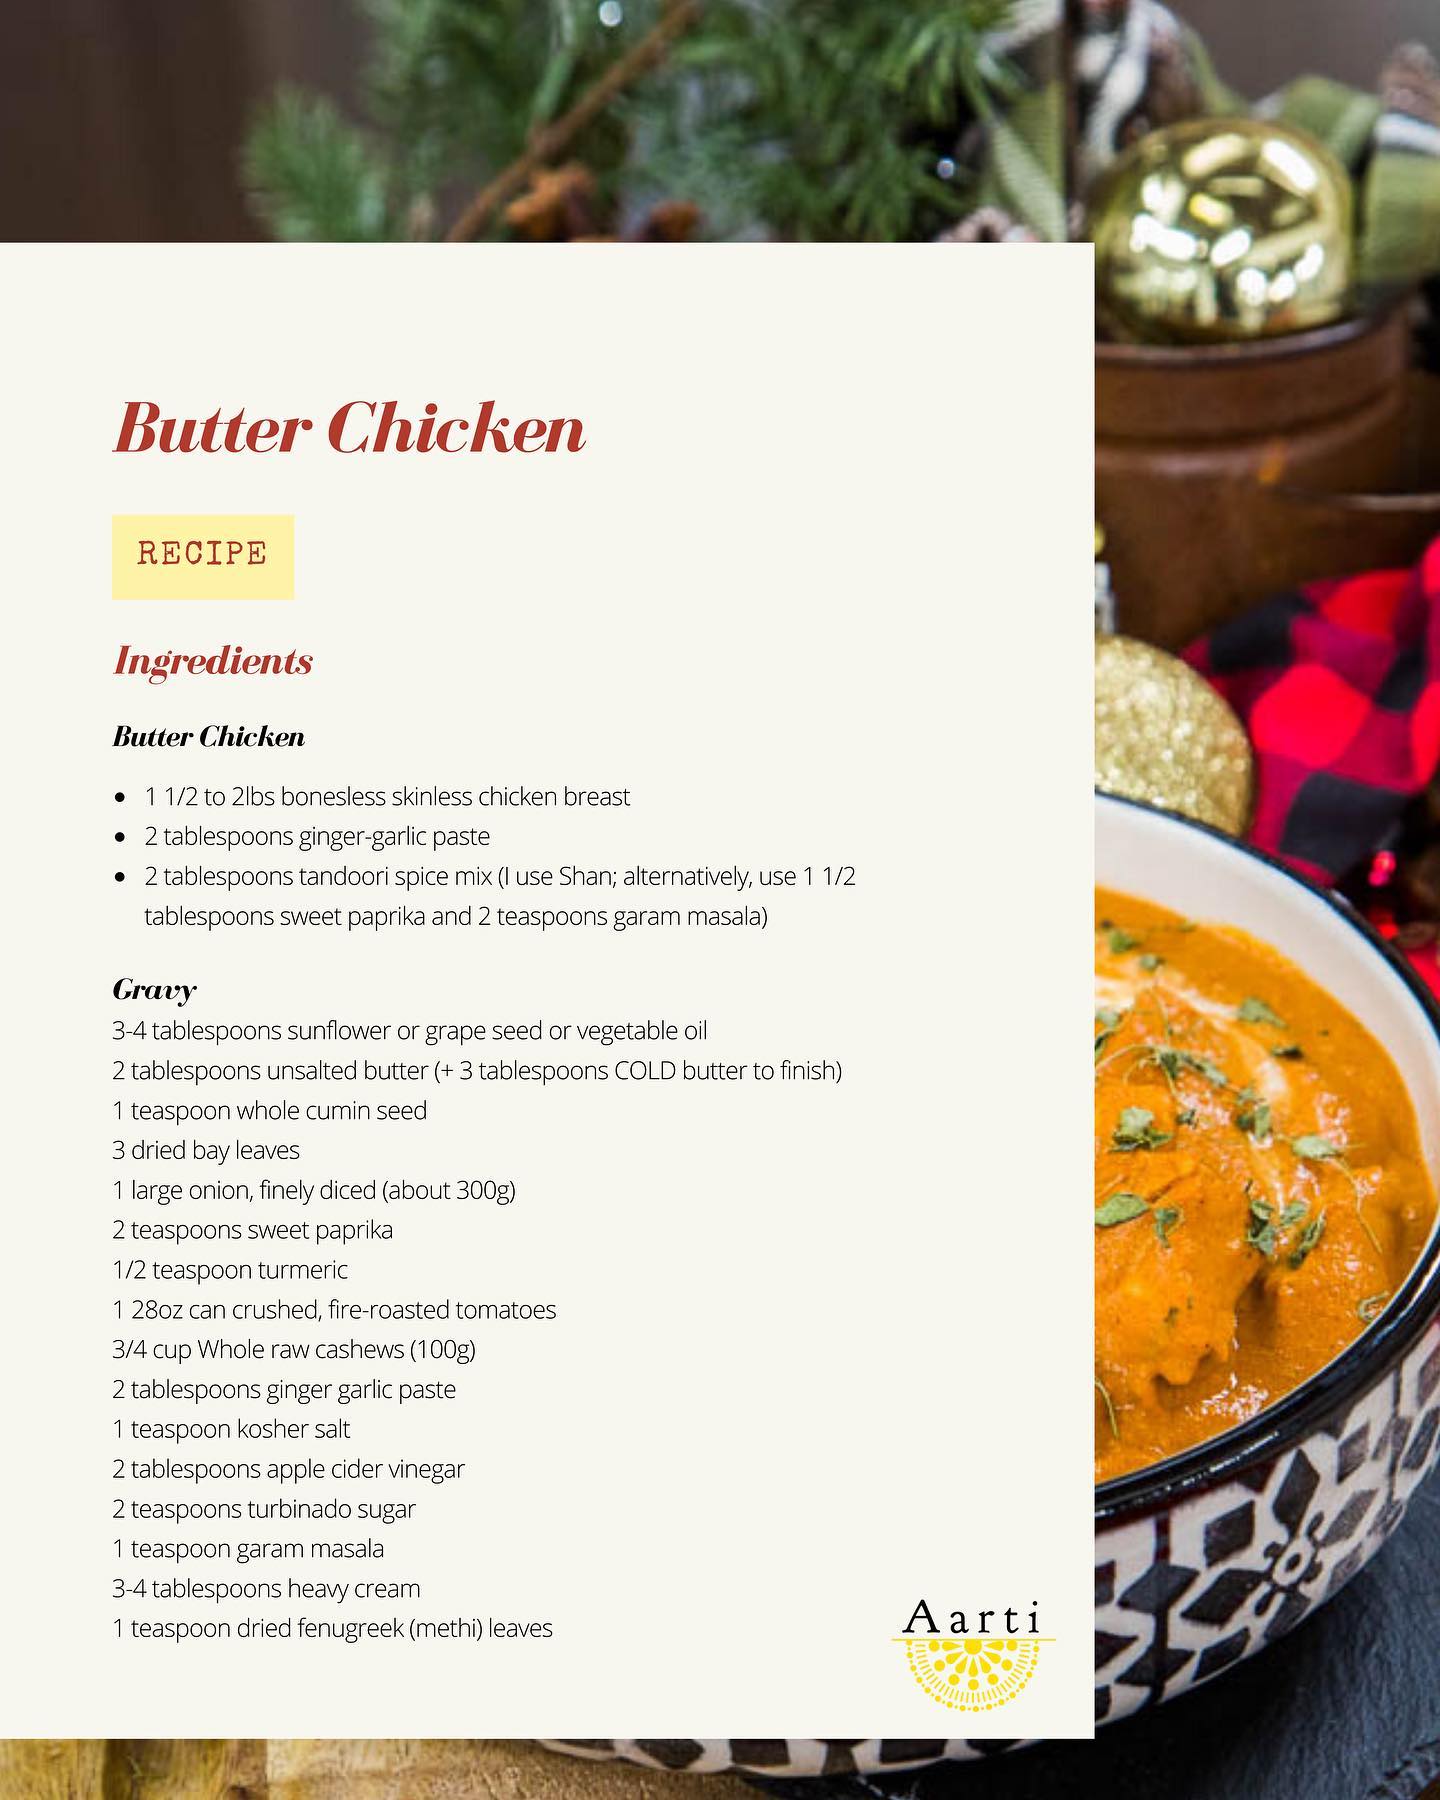 Butter Chicken
RECIPE
Ingredients
Butter Chicken
• 1 1/2 to 2lbs bonesless skinless chicken breast
• 2 tablespoons ginger-garlic paste
• 2 tablespoons tandoori spice mix (I use Shan; alternatively, use 1 1/2
tablespoons sweet paprika and 2 teaspoons garam masala)
Gravy
3-4 tablespoons sunflower or grape seed or vegetable oil
2 tablespoons unsalted butter (+ 3 tablespoons COLD butter to finish)
1 teaspoon whole cumin seed
3 dried bay leaves
1 large onion, finely diced (about 300g)
2 teaspoons sweet paprika
1/2 teaspoon turmeric
1 28oz can crushed, fire-roasted tomatoes
3/4 cup Whole raw cashews (100g)
2 tablespoons ginger garlic paste
1 teaspoon kosher salt
2 tablespoons apple cider vinegar
2 teaspoons turbinado sugar
1 teaspoon garam masala
3-4 tablespoons heavy cream
1 teaspoon dried fenugreek (methi) leaves
Aarti